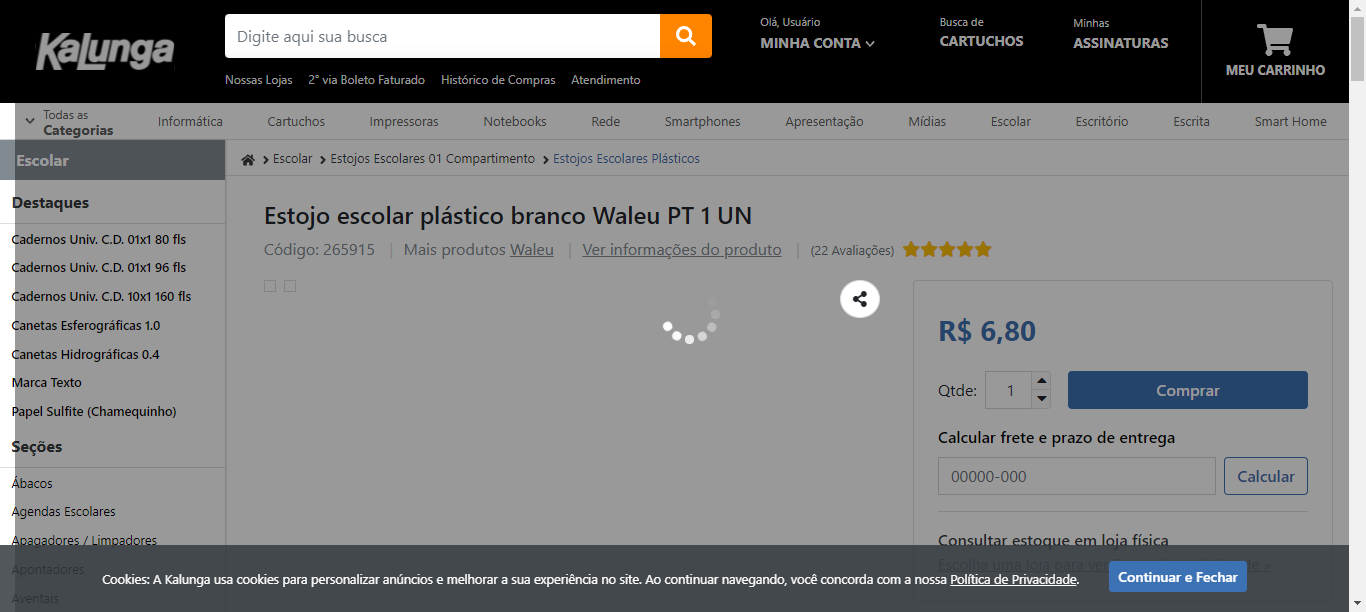 Kalunga
Digite aqui sua busca
Nossas Lojas 2° via Boleto Faturado Histórico de Compras Atendimento
Olá, Usuário
MINHA CONTA
Busca de
CARTUCHOS
Minhas
ASSINATURAS
MEU CARRINHO
Todas as
Categorias
Informática Cartuchos Impressoras Notebooks Rede Smartphones Apresentação Mídias Escolar Escritório Escrita Smart Home
Escolar
Destaques
Cadernos Univ. C.D. 01x1 80 fls
Cadernos Univ. C.D. 01x1 96 fls
Cadernos Univ. C.D. 10x1 160 fls
Canetas Esferográficas 1.0
Canetas Hidrográficas 0.4
Marca Texto
Papel Sulfite (Chamequinho)
Seções
Ábacos
Agendas Escolares
Apagadores / Limpadores
Apontadores
Aventais
Escolar Estojos Escolares 01 Compartimento Estojos Escolares Plásticos
Estojo escolar plástico branco Waleu PT 1 UN
Código: 265915 | Mais produtos Waleu | Ver informações do produto | (22 Avaliações)
R$ 6,80
Qtde: 1 Comprar
Calcular frete e prazo de entrega
00000-000 Calcular
Consultar estoque em loja física
Escolha uma loja para ver
Cookies: A Kalunga usa cookies para personalizar anúncios e melhorar a sua experiência no site. Ao continuar navegando, você concorda com a nossa Política de Privacidade. Continuar e Fechar